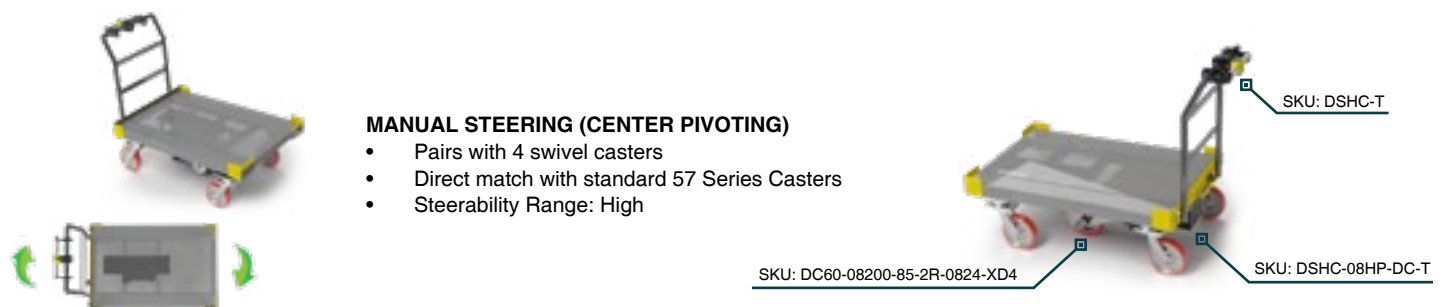 MANUAL STEERING (CENTER PIVOTING)
• Pairs with 4 swivel casters
• Direct match with standard 57 Series Casters
• Steerability Range: High
SKU: DSHC-T
SKU: DC60-08200-85-2R-0824-XD4
SKU: DSHC-08HP-DC-T